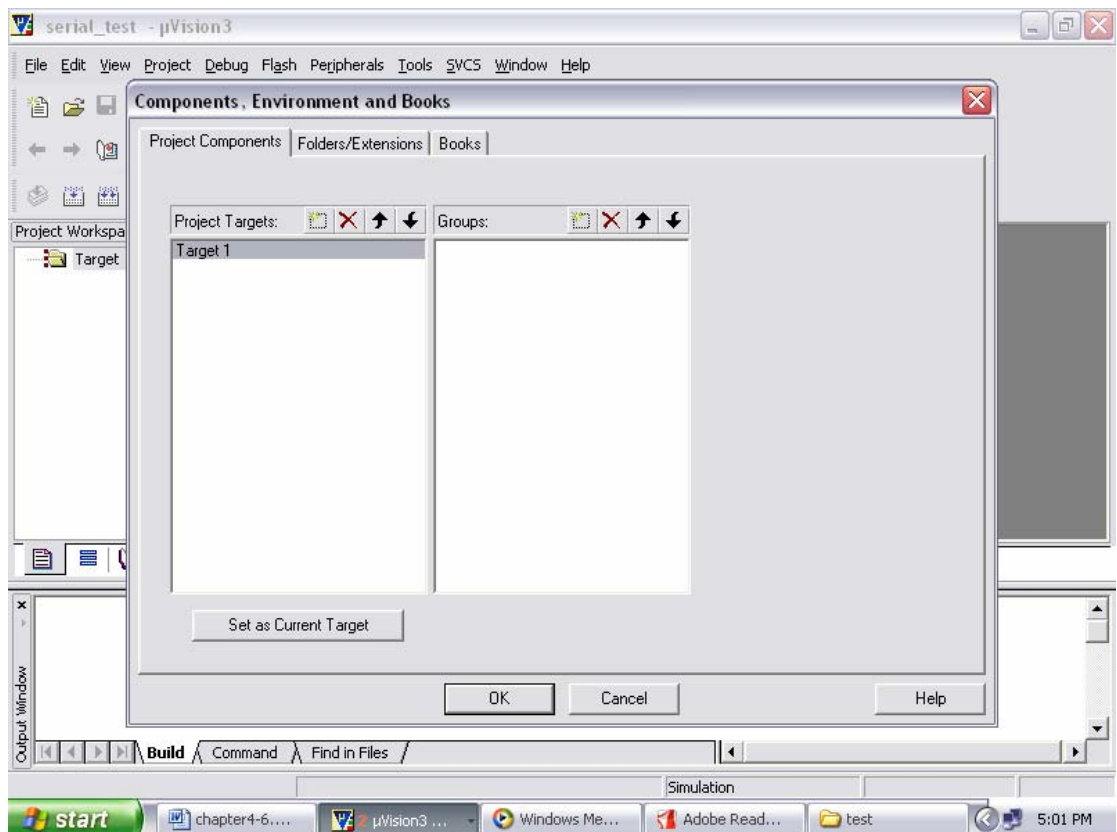 serial_test - µVision3
File Edit View Project Debug Flash Peripherals Tools SVCS Window Help
Components, Environment and Books
Project Components Folders/Extensions Books
Project Targets: Groups:
Project Workspa
Target 1
Target
Set as Current Target
OK Cancel Help
Output Window
Build Command Find in Files
Simulation
start chapter4-6.... 2 µVision3 ... Windows Me... Adobe Read... test 5:01 PM